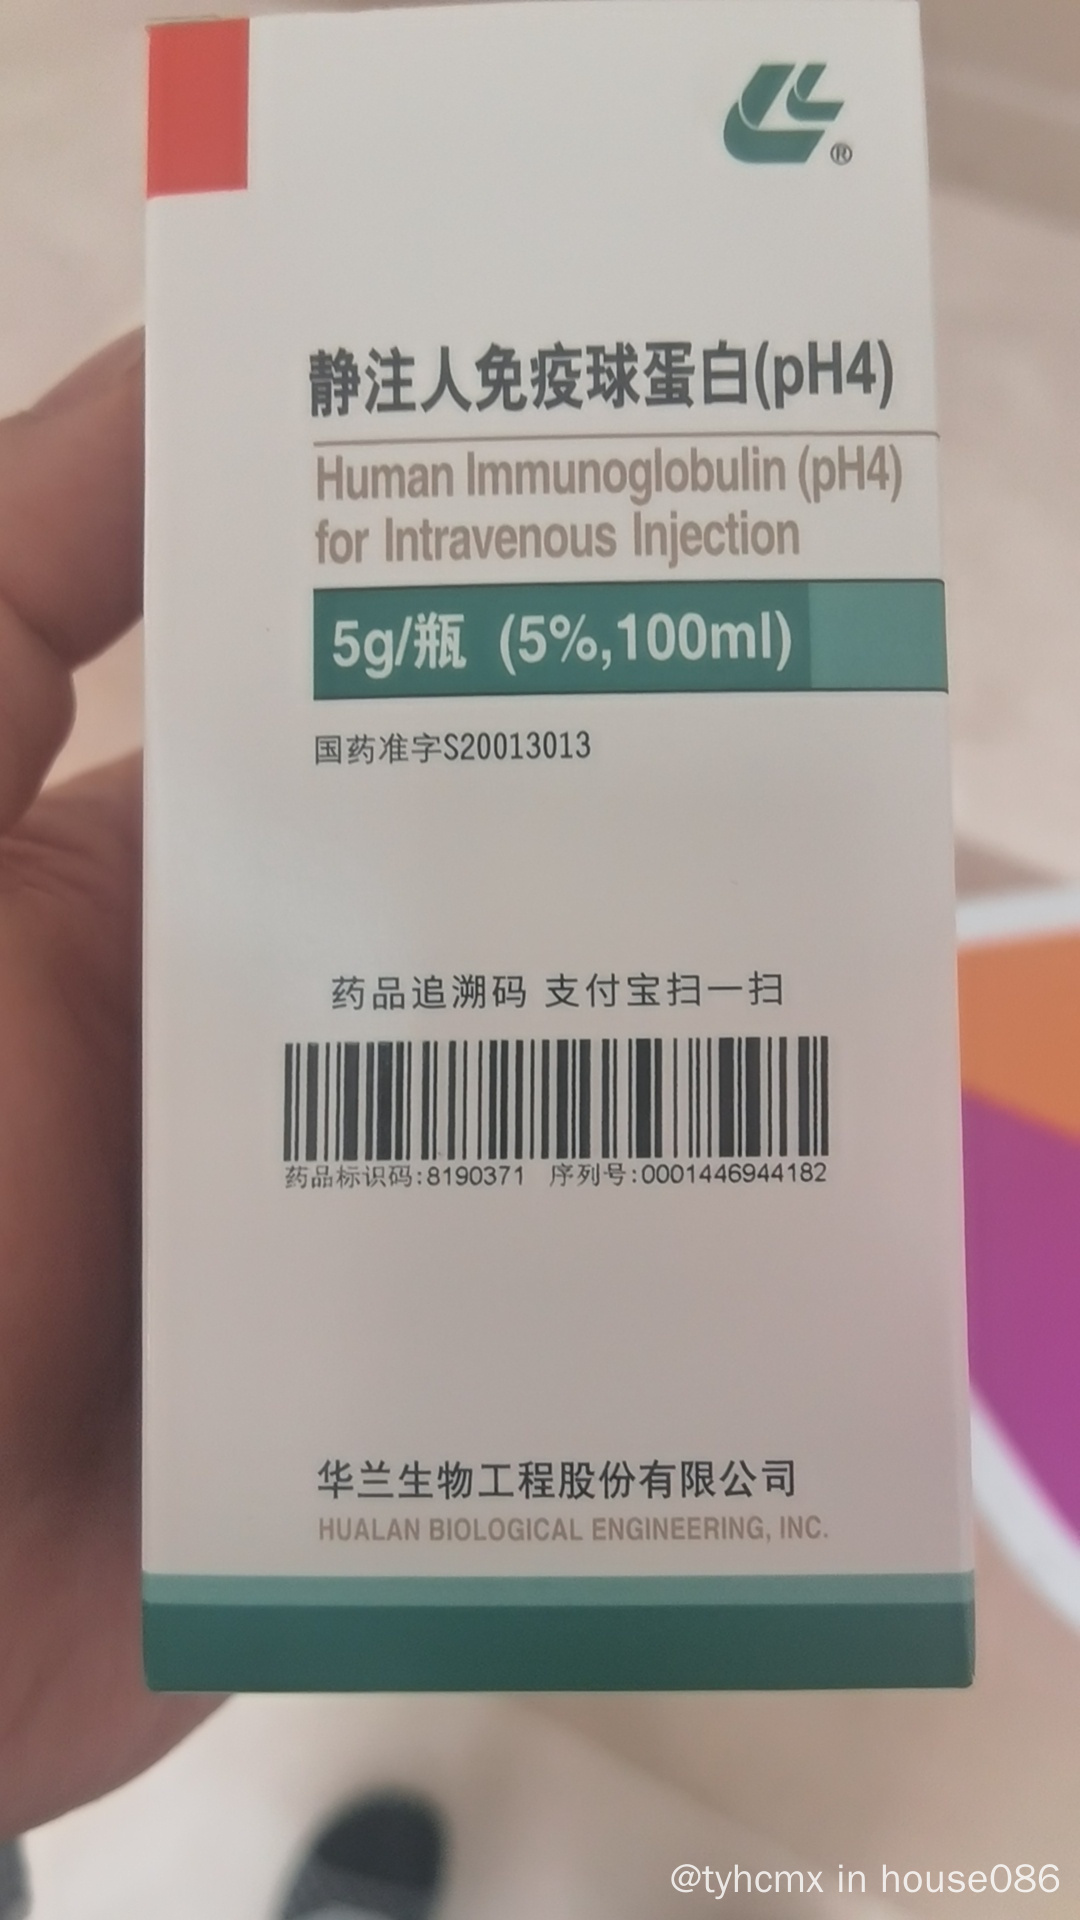 ®
静注人免疫球蛋白(pH4)
Human Immunoglobulin (pH4)
for Intravenous Injection
5g/瓶 (5%,100ml)
国药准字S20013013
药品追溯码 支付宝扫一扫
药品标识码:8190371 序列号:0001446944182
华兰生物工程股份有限公司
HUALAN BIOLOGICAL ENGINEERING, INC.
@tyhcmx in house086